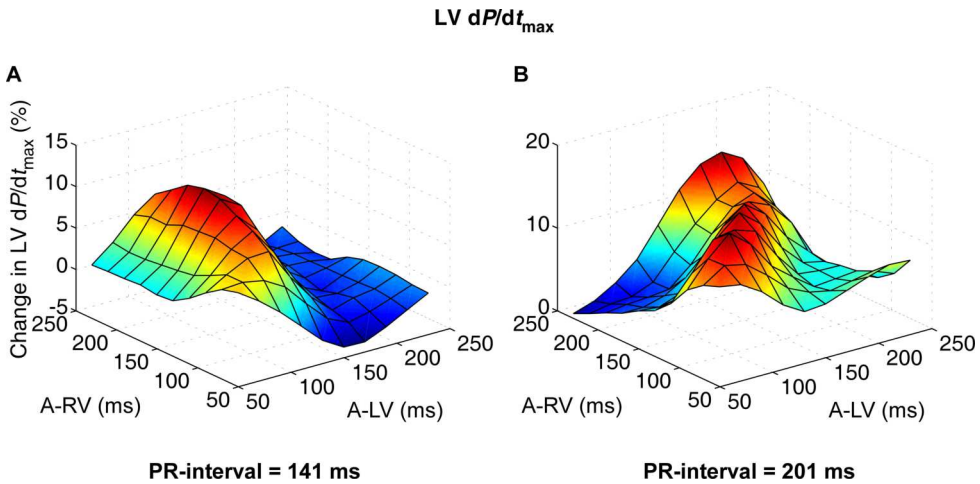 LV dP/dtmax
A
B
Change in LV dP/dtmax (%)
15
10
5
0
-5
250
200
150
100
50
A-RV (ms)
50
100
150
200
250
A-LV (ms)
20
10
0
250
200
150
100
50
A-RV (ms)
50
100
150
200
250
A-LV (ms)
PR-interval = 141 ms
PR-interval = 201 ms